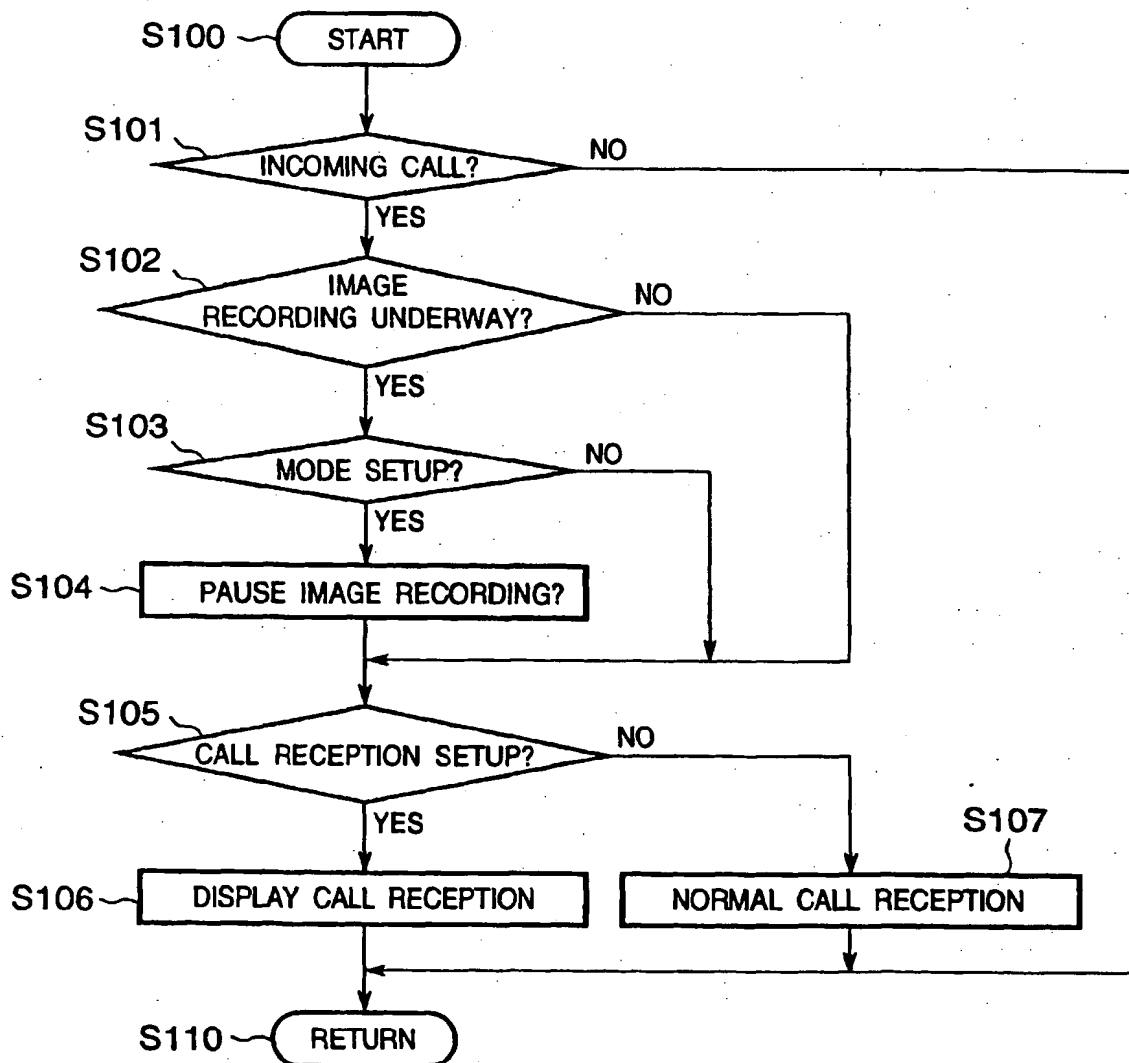 S100
START
S101
INCOMING CALL?
NO
YES
S102
IMAGE
RECORDING UNDERWAY?
NO
YES
S103
MODE SETUP?
NO
YES
S104
PAUSE IMAGE RECORDING?
S105
CALL RECEPTION SETUP?
NO
YES
S107
S106
DISPLAY CALL RECEPTION
NORMAL CALL RECEPTION
S110
RETURN